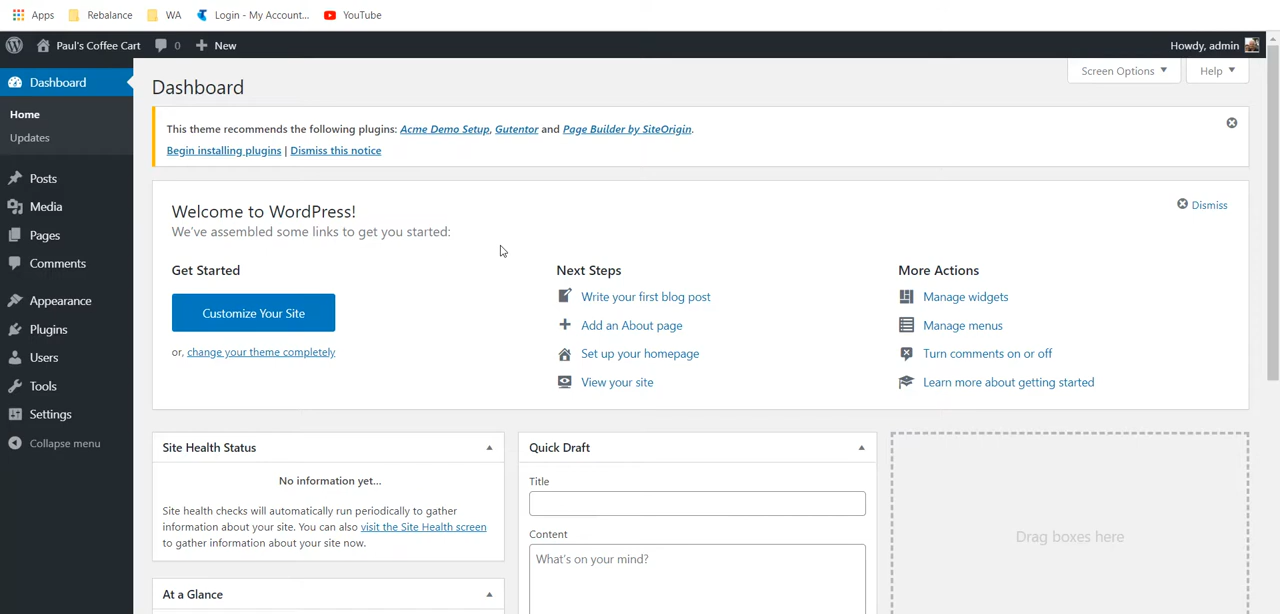 Apps Rebalance WA Login - My Account... YouTube
Paul's Coffee Cart 0 New Howdy, admin
Dashboard
Home
Updates
Posts
Media
Pages
Comments
Appearance
Plugins
Users
Tools
Settings
Collapse menu
Screen Options Help
Dashboard
This theme recommends the following plugins: Acme Demo Setup, Gutentor and Page Builder by SiteOrigin.
Begin installing plugins | Dismiss this notice
Welcome to WordPress!
Dismiss
We've assembled some links to get you started:
Get Started
Customize Your Site
or, change your theme completely
Next Steps
Write your first blog post
Add an About page
Set up your homepage
View your site
More Actions
Manage widgets
Manage menus
Turn comments on or off
Learn more about getting started
Site Health Status
No information yet...
Site health checks will automatically run periodically to gather
information about your site. You can also visit the Site Health screen
to gather information about your site now.
At a Glance
Quick Draft
Title
Content
What's on your mind?
Drag boxes here